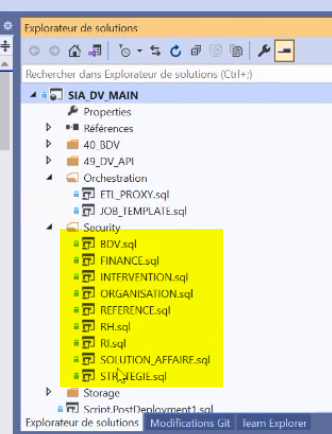 Explorateur de solutions
Rechercher dans Explorateur de solutions (Ctrl+;)
SIA_DV_MAIN
Properties
Références
40_BDV
49_DV_API
Orchestration
ETL_PROXY.sql
JOB_TEMPLATE.sql
Security
BDV.sql
FINANCE.sql
INTERVENTION.sql
ORGANISATION.sql
REFERENCE.sql
RH.sql
RI.sql
SOLUTION_AFFAIRE.sql
STRATEGIE.sql
Storage
Script.PostDeployment1.sql
Explorateur de solutions Modifications Git Team Explorer